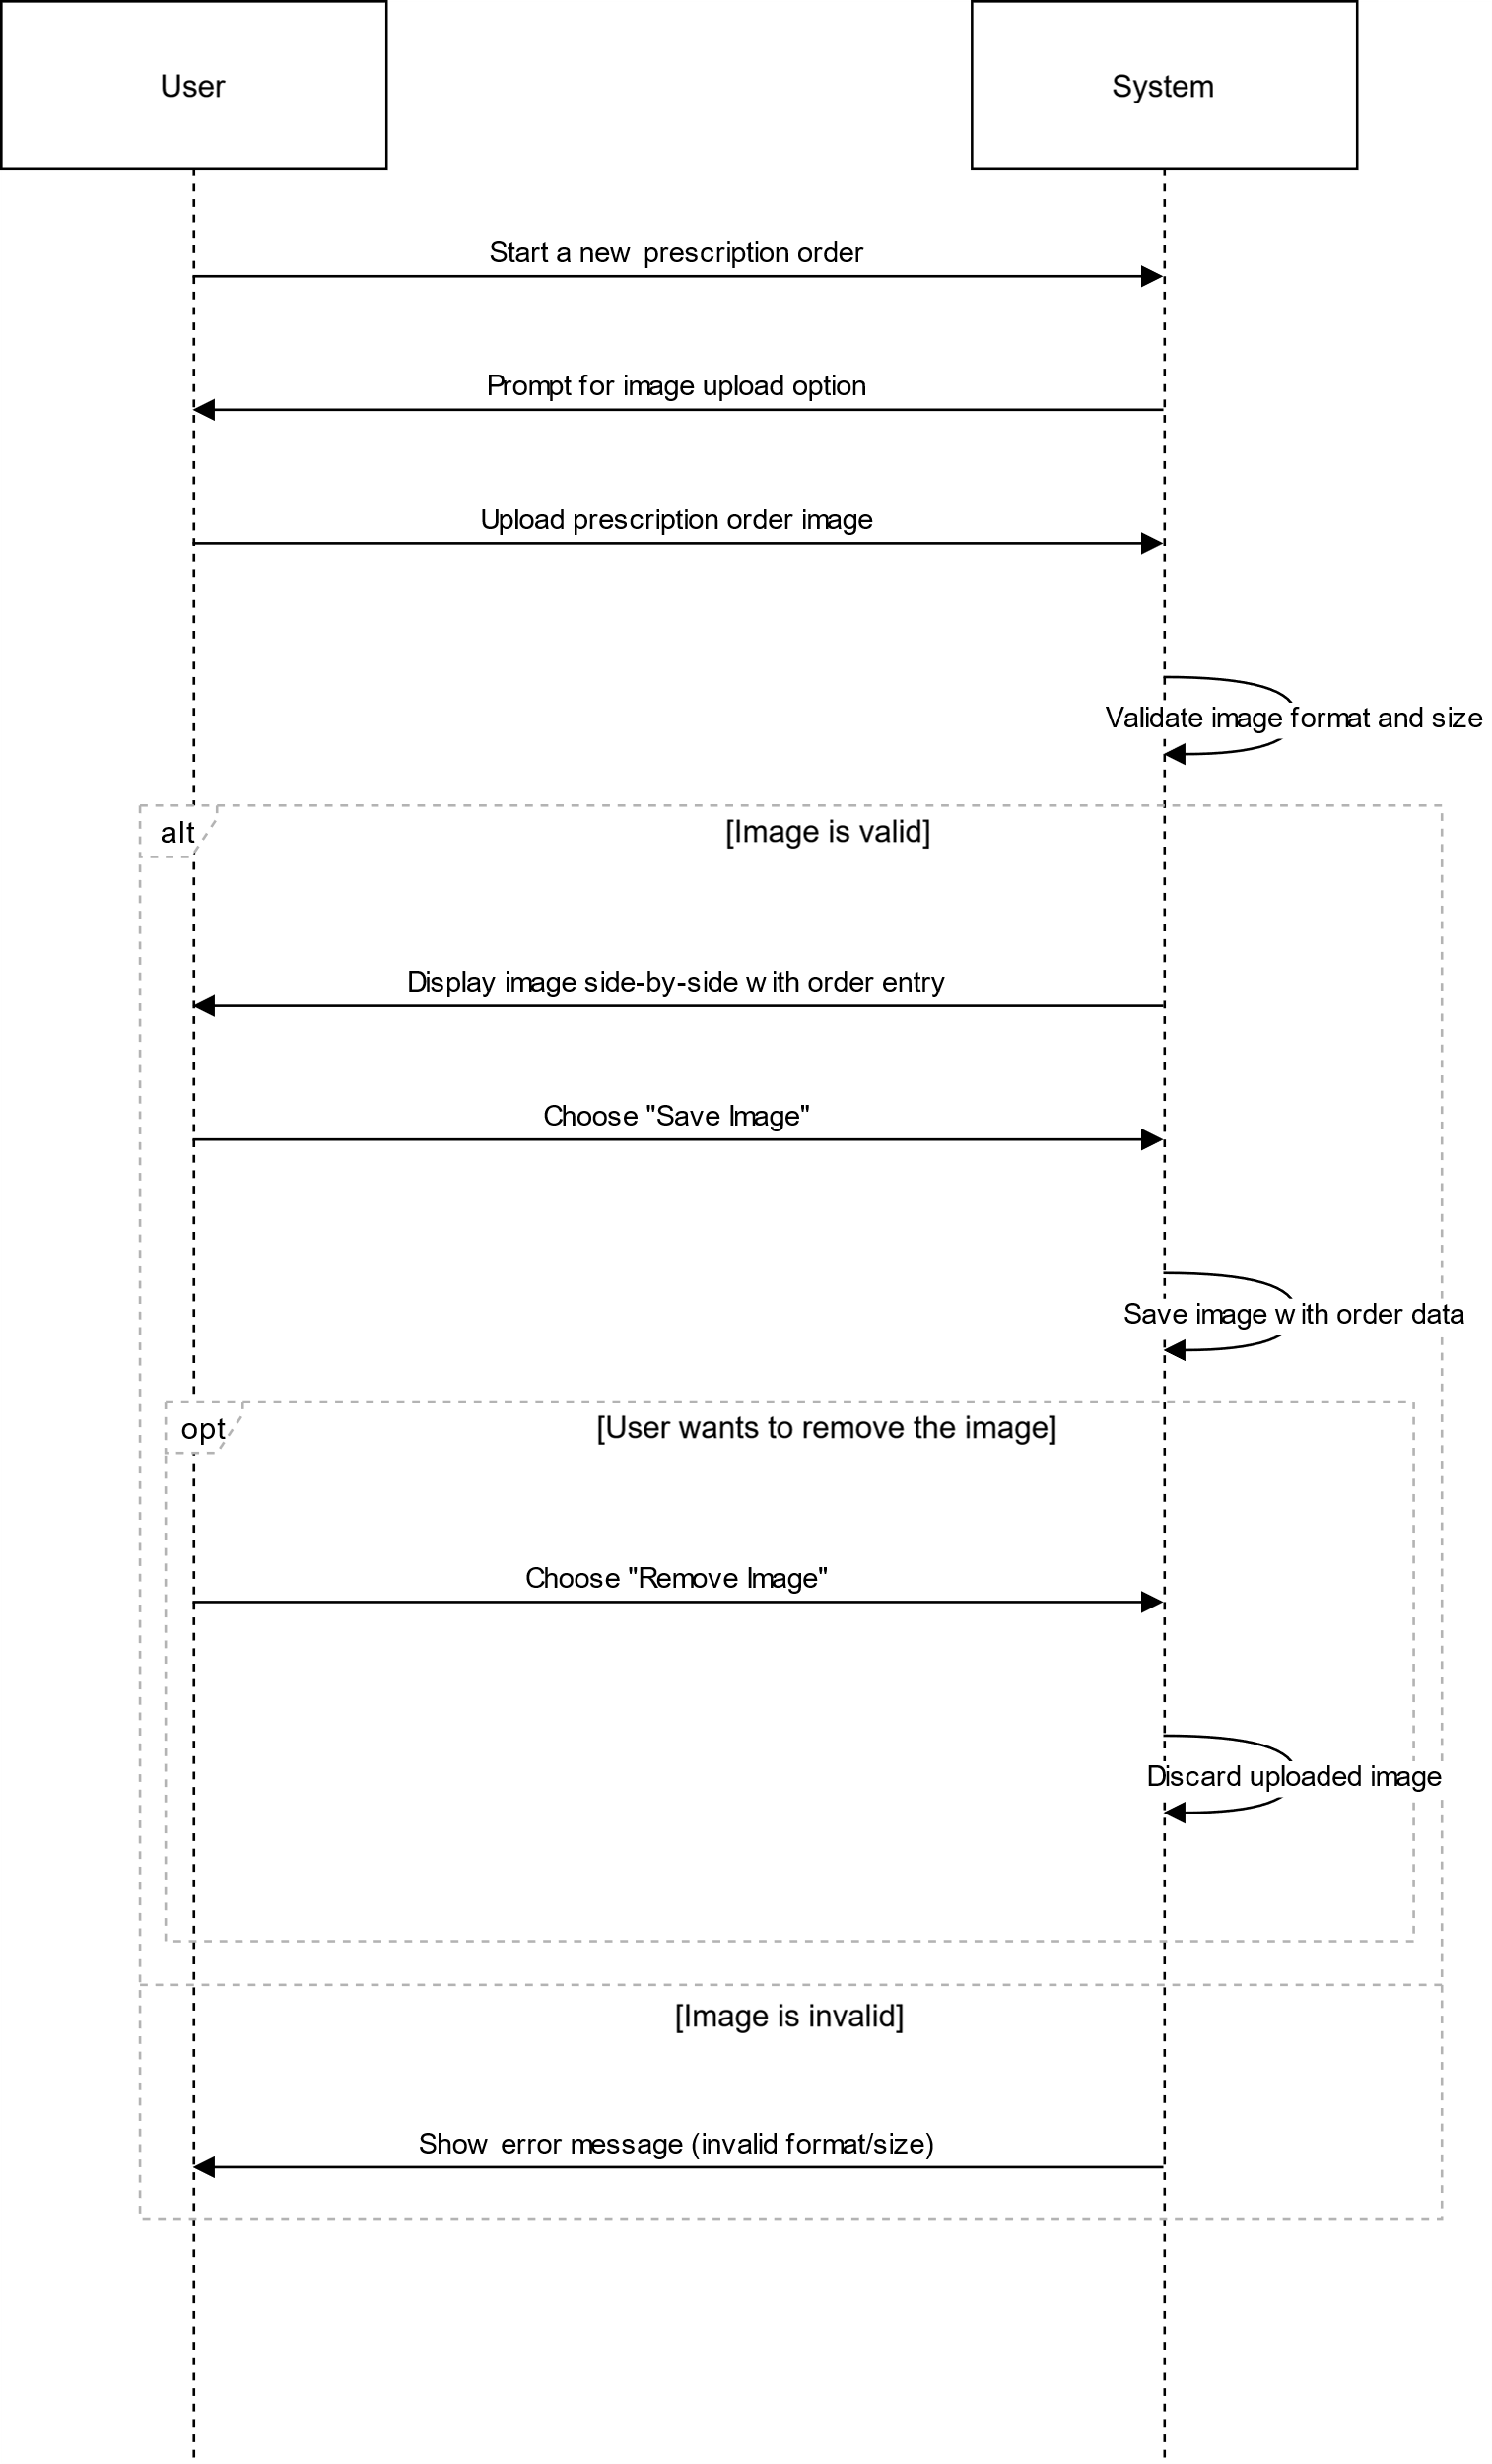 User
System
Start a new prescription order
Prompt for image upload option
Upload prescription order image
Validate image format and size
alt
[Image is valid]
Display image side-by-side with order entry
Choose "Save Image"
Save image with order data
opt
[User wants to remove the image]
Choose "Remove Image"
Discard uploaded image
[Image is invalid]
Show error message (invalid format/size)